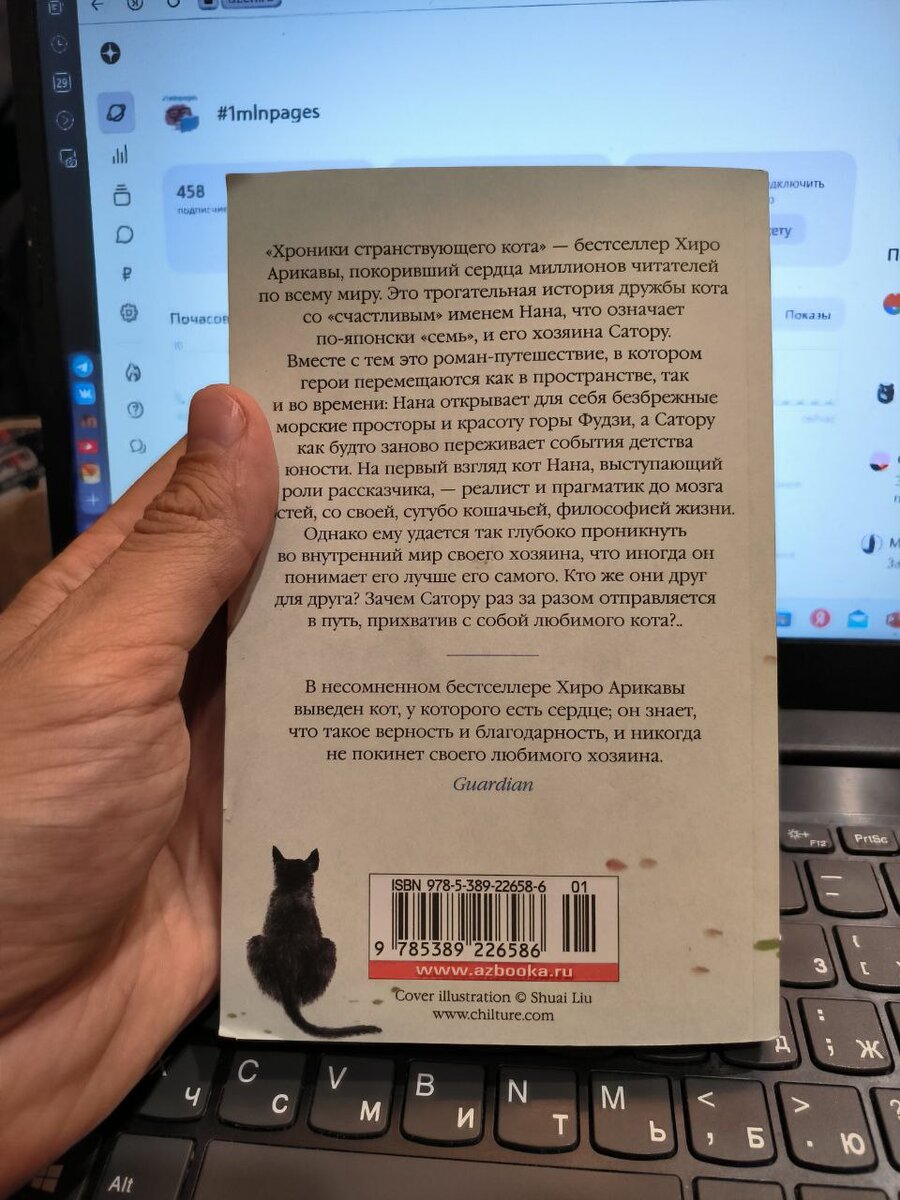 #1mlnpages
458
подписчи
дключить
Почасов
Показы
сейчас
29
«Хроники странствующего кота» — бестселлер Хиро
Арикавы, покоривший сердца миллионов читателей
по всему миру. Это трогательная история дружбы кота
со «счастливым» именем Нана, что означает
по-японски «семь», и его хозяина Сатору.
Вместе с тем это роман-путешествие, в котором
герои перемещаются как в пространстве, так
и во времени: Нана открывает для себя безбрежные
морские просторы и красоту горы Фудзи, а Сатору
как будто заново переживает события детства
юности. На первый взгляд кот Нана, выступающий
роли рассказчика, — реалист и прагматик до мозга
стей, со своей, сугубо кошачьей, философией жизни.
Однако ему удается так глубоко проникнуть
во внутренний мир своего хозяина, что иногда он
понимает его лучше его самого. Кто же они друг
для друга? Зачем Сатору раз за разом отправляется
в путь, прихватив с собой любимого кота?..
В несомненном бестселлере Хиро Арикавы
выведен кот, у которого есть сердце; он знает,
что такое верность и благодарность, и никогда
не покинет своего любимого хозяина.
Guardian
ISBN 978-5-389-22658-6 01
9 785389 226586
www.azbooka.ru
Cover illustration © Shuai Liu
www.chilture.com
F12 PrtSc
З
Д ; : Ж
Ч C С V М B И N Т M Ь < , Б > . Ю
Alt